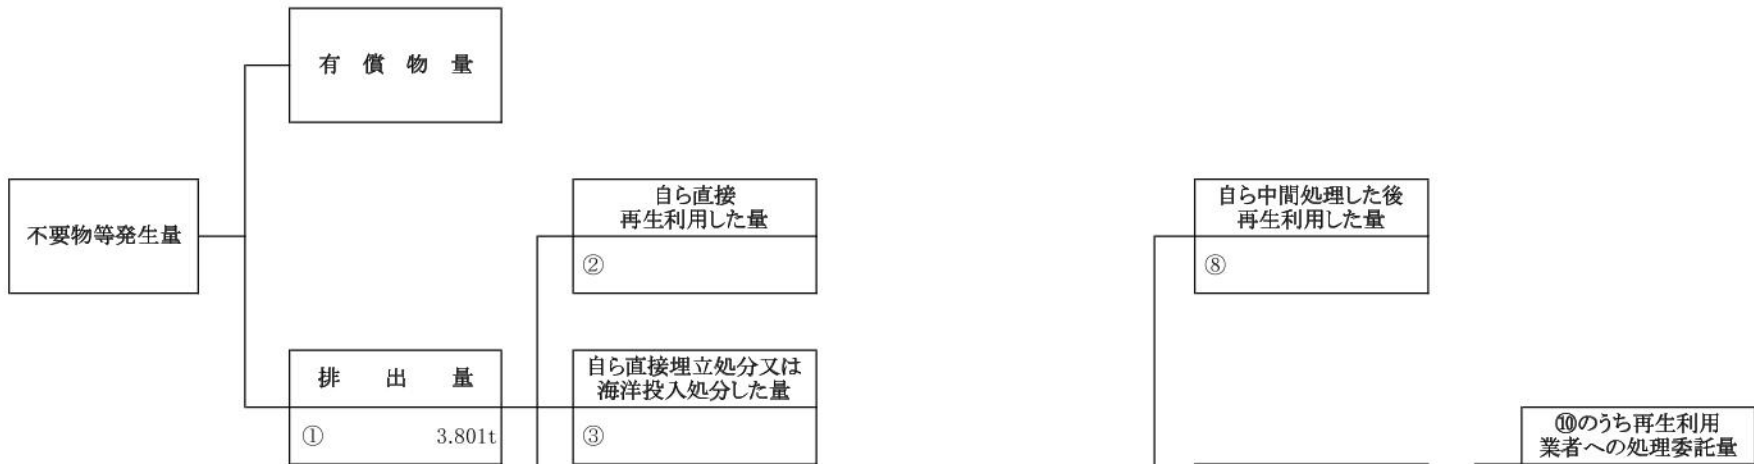 有償物量
不要物等発生量
自ら直接
再生利用した量
②
自ら中間処理した後
再生利用した量
⑧
排出量
① 3.801t
自ら直接埋立処分又は
海洋投入処分した量
③
⑩のうち再生利用
業者への処理委託量